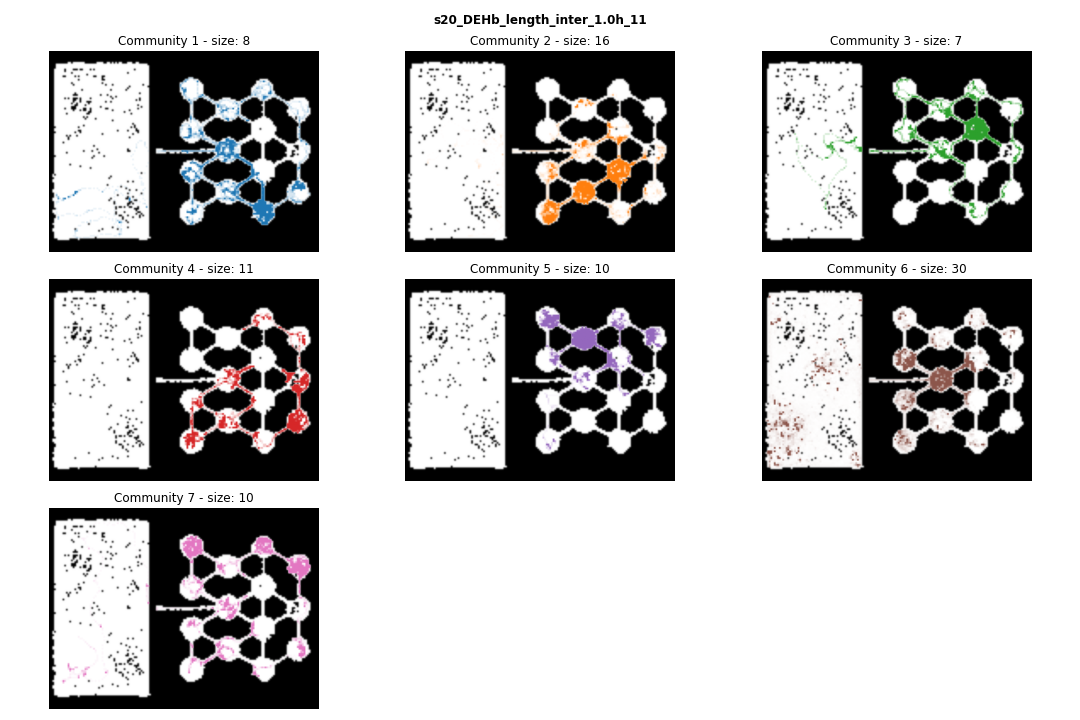 s20_DEHb_length_inter_1.0h_11
Community 1 - size: 8
Community 2 - size: 16
Community 3 - size: 7
Community 4 - size: 11
Community 5 - size: 10
Community 6 - size: 30
Community 7 - size: 10